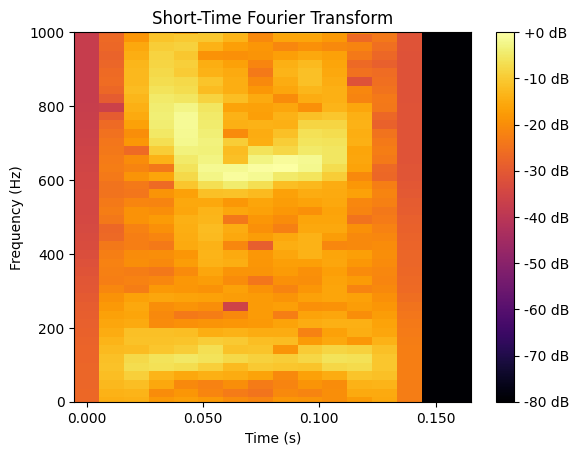 Short-Time Fourier Transform
1000
800
600
400
200
0
Frequency (Hz)
0.000
0.050
0.100
0.150
Time (s)
+0 dB
-10 dB
-20 dB
-30 dB
-40 dB
-50 dB
-60 dB
-70 dB
-80 dB